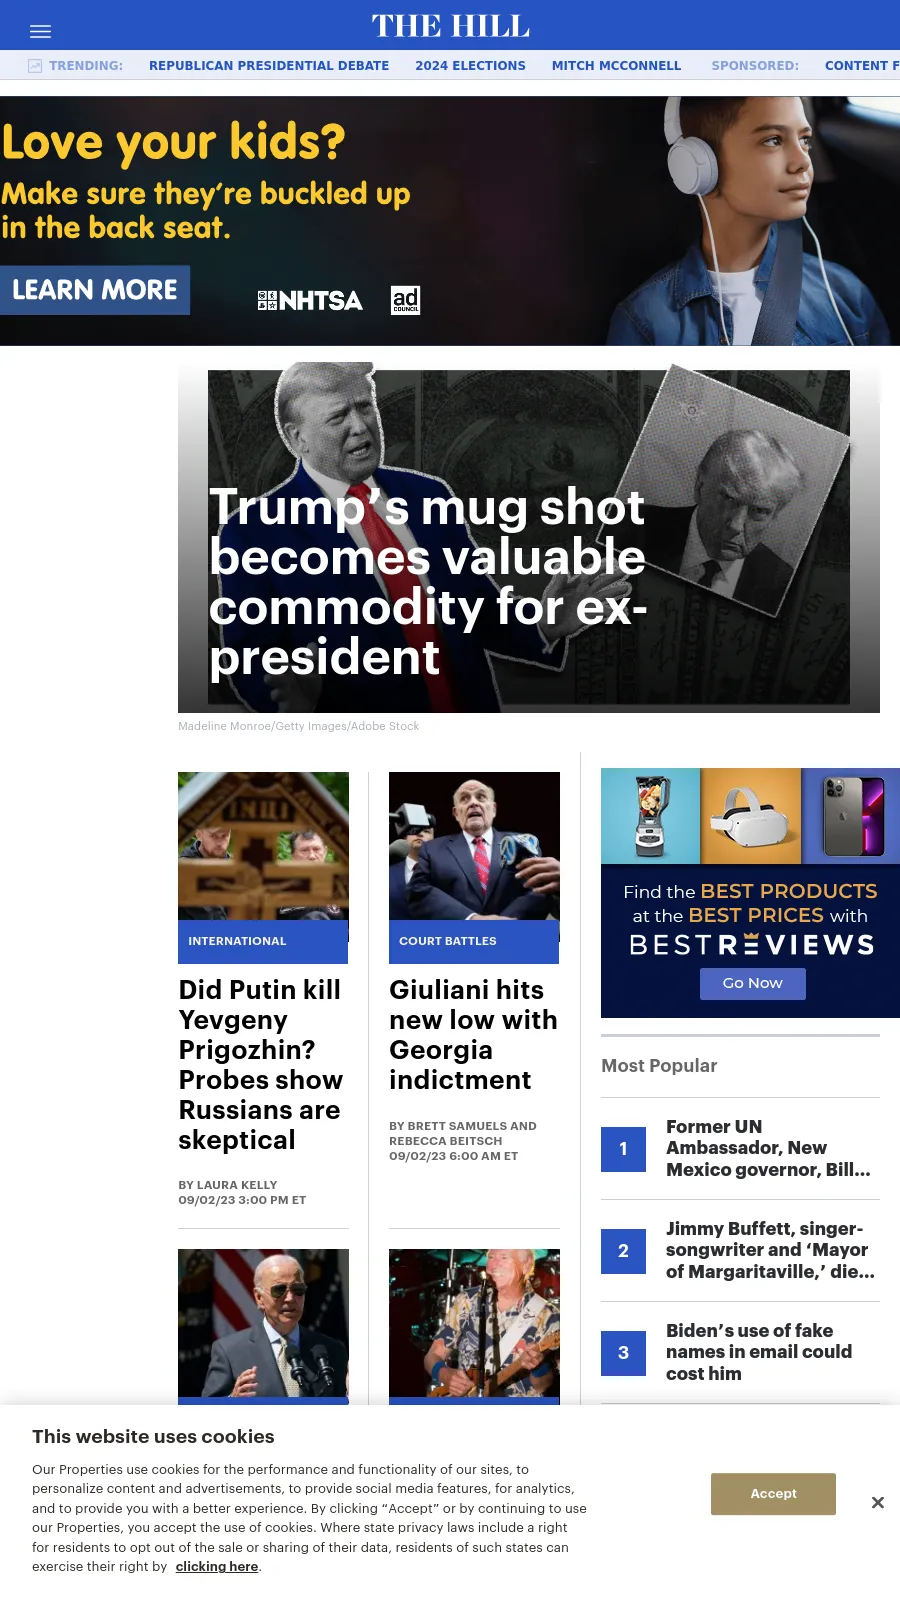 THE HILL
TRENDING:
REPUBLICAN PRESIDENTIAL DEBATE
2024 ELECTIONS
MITCH MCCONNELL
SPONSORED:
CONTENT F
Love your kids?
Make sure they're buckled up
in the back seat.
LEARN MORE
NHTSA
ad
COUNCIL
Trump's mug shot
becomes valuable
commodity for ex-
president
Madeline Monroe/Getty Images/Adobe Stock
INTERNATIONAL
Did Putin kill
Yevgeny
Prigozhin?
Probes show
Russians are
skeptical
BY LAURA KELLY
09/02/23 3:00 PM ET
COURT BATTLES
Giuliani hits
new low with
Georgia
indictment
BY BRETT SAMUELS AND
REBECCA BEITSCH
09/02/23 6:00 AM ET
Find the BEST PRODUCTS
at the BEST PRICES with
BESTREVIEWS
Go Now
Most Popular
1
Former UN
Ambassador, New
Mexico governor, Bill...
2
Jimmy Buffett, singer-
songwriter and ‘Mayor
of Margaritaville,’ die...
3
Biden’s use of fake
names in email could
cost him
This website uses cookies
Our Properties use cookies for the performance and functionality of our sites, to
personalize content and advertisements, to provide social media features, for analytics,
and to provide you with a better experience. By clicking “Accept” or by continuing to use
our Properties, you accept the use of cookies. Where state privacy laws include a right
for residents to opt out of the sale or sharing of their data, residents of such states can
exercise their right by clicking here.
Accept